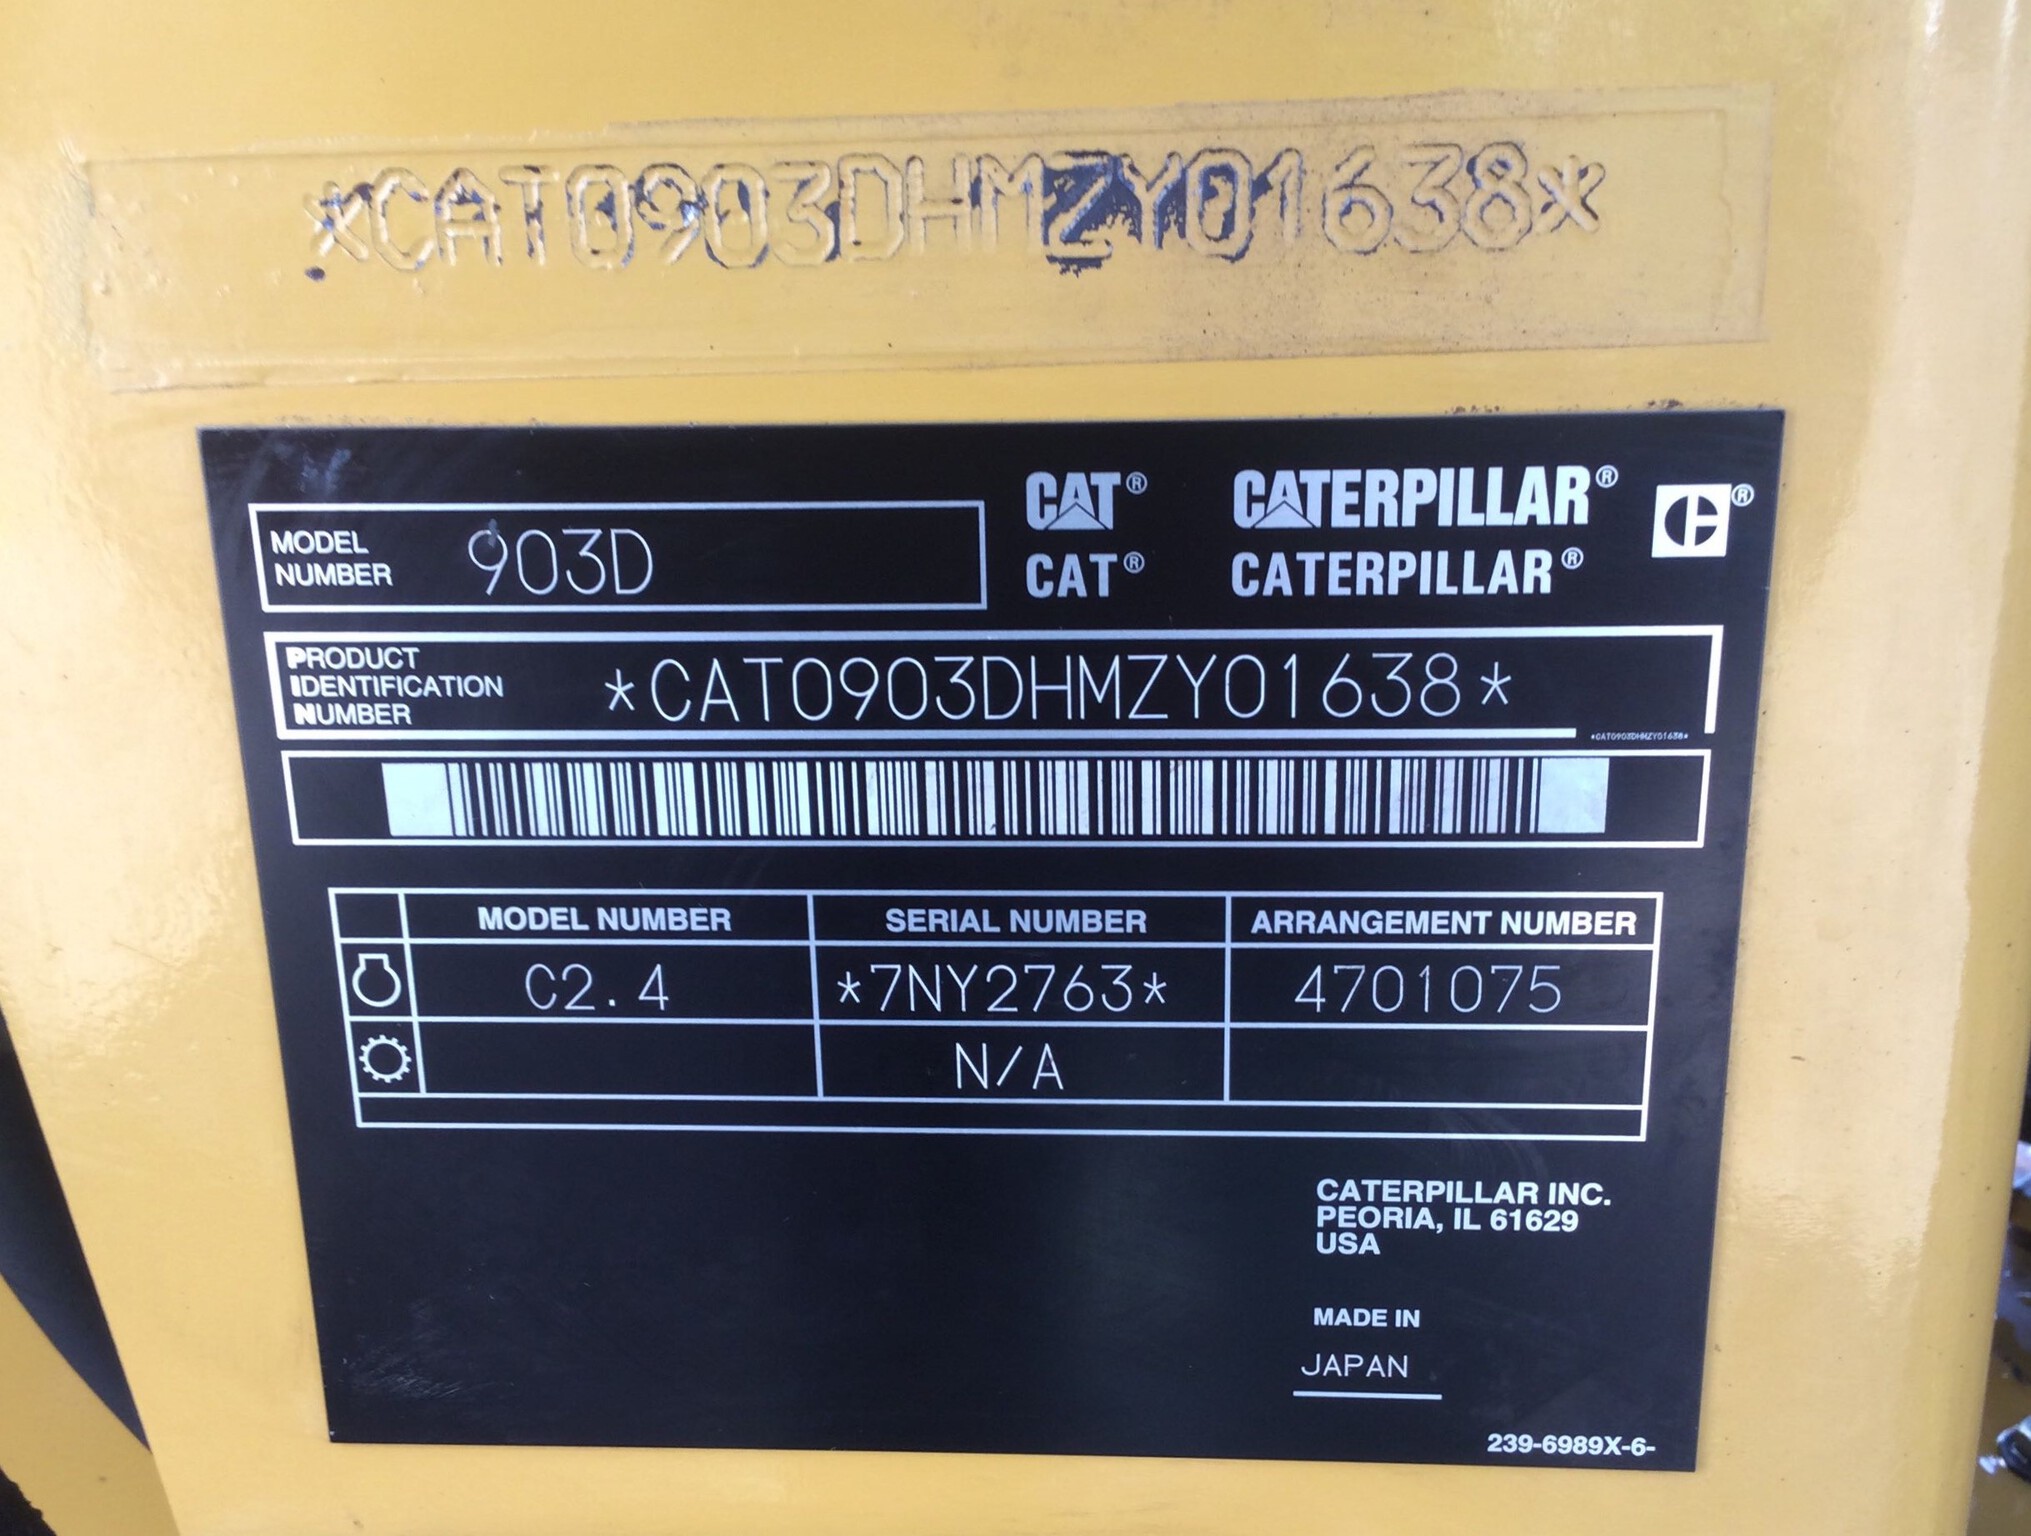 *CAT0903DHMZY01638*
CAT® CATERPILLAR® ®
MODEL
NUMBER 903D
CAT® CATERPILLAR®
PRODUCT
IDENTIFICATION
NUMBER *CAT0903DHMZY01638*
*CAT0903DHMZY01638*
MODEL NUMBER SERIAL NUMBER ARRANGEMENT NUMBER
C2.4 *7NY2763* 4701075
N/A
CATERPILLAR INC.
PEORIA, IL 61629
USA
MADE IN
JAPAN
239-6989X-6-